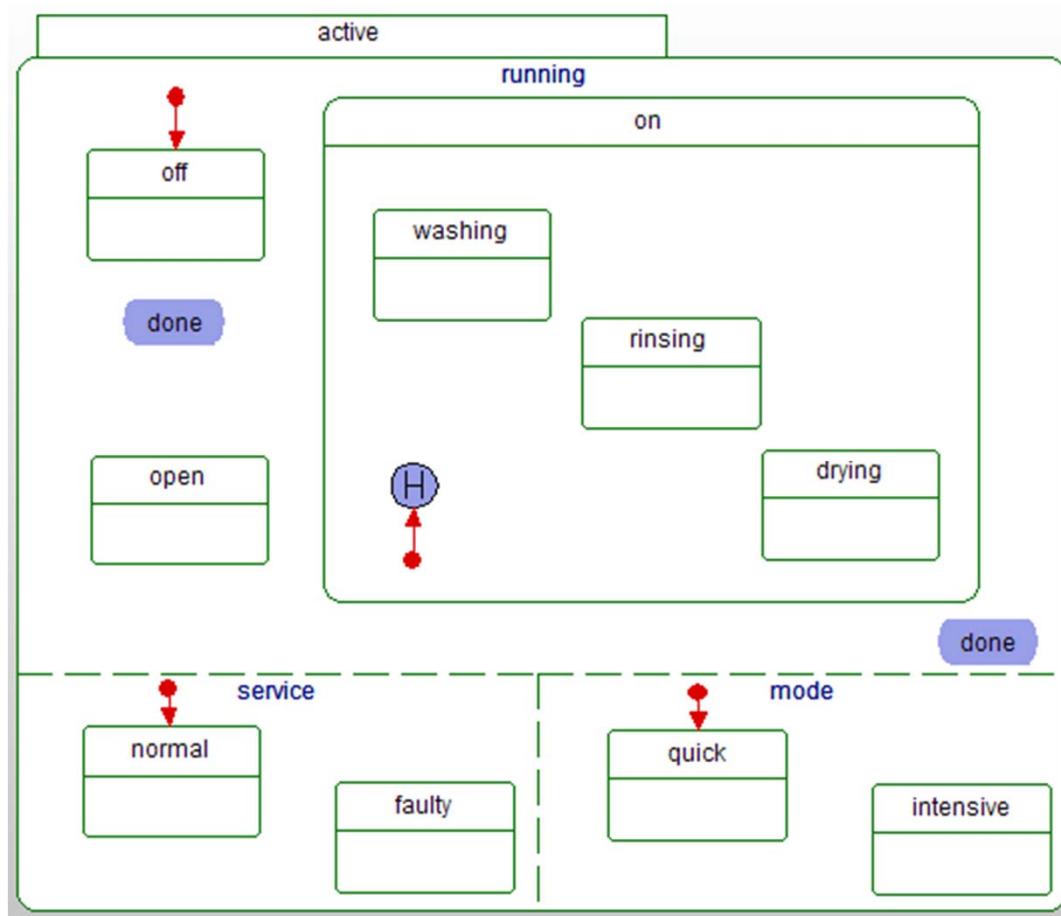 active
running
off
on
washing
done
rinsing
open
H
drying
done
service
mode
normal
quick
faulty
intensive